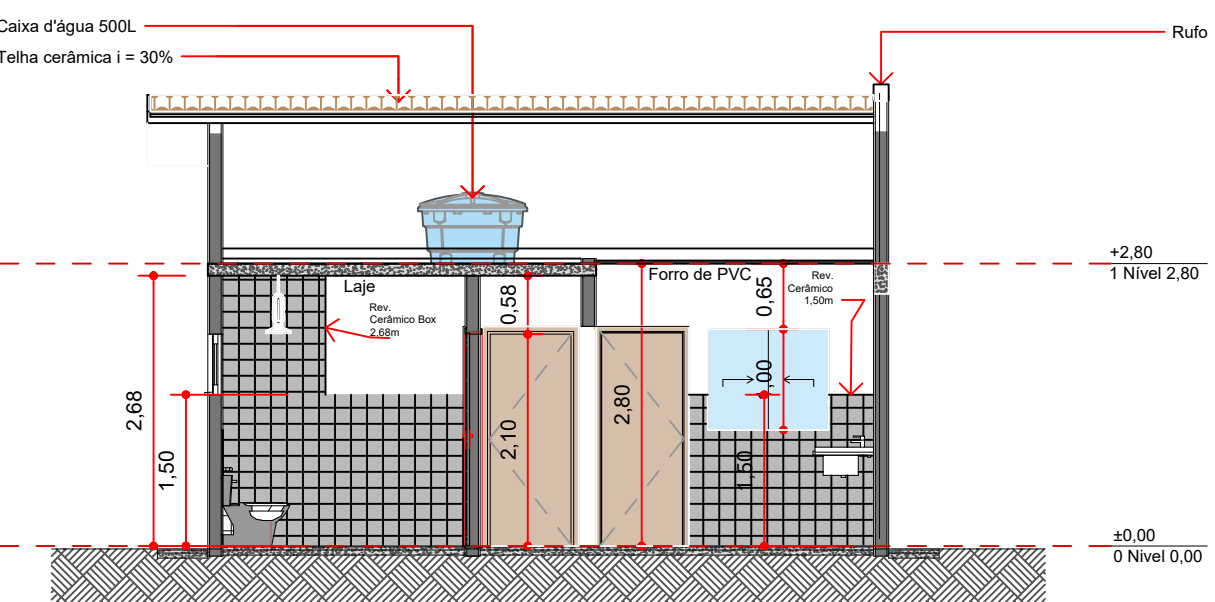 Caixa d'água 500L
Telha cerâmica i = 30%
Rufo
+2,80
1 Nível 2,80
Laje
Forro de PVC
Rev.
Cerâmico
1,50m
Rev.
Cerâmico Box
2,68m
0,58
0,65
,00
2,68
2,80
2,10
1,50
1,50
±0,00
0 Nivel 0,00